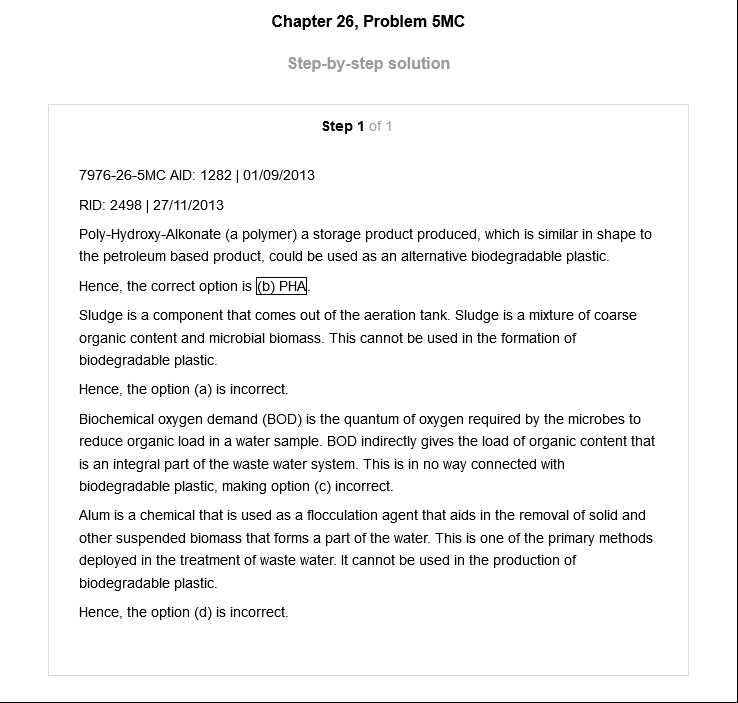 Chapter 26, Problem 5MC
Step-by-step solution
Step 1 of 1
7976-26-5MC AID: 1282 | 01/09/2013
RID: 2498 | 27/11/2013
Poly-Hydroxy-Alkonate (a polymer) a storage product produced, which is similar in shape to
the petroleum based product, could be used as an alternative biodegradable plastic.
Hence, the correct option is (b) PHA.
Sludge is a component that comes out of the aeration tank. Sludge is a mixture of coarse
organic content and microbial biomass. This cannot be used in the formation of
biodegradable plastic.
Hence, the option (a) is incorrect.
Biochemical oxygen demand (BOD) is the quantum of oxygen required by the microbes to
reduce organic load in a water sample. BOD indirectly gives the load of organic content that
is an integral part of the waste water system. This is in no way connected with
biodegradable plastic, making option (c) incorrect.
Alum is a chemical that is used as a flocculation agent that aids in the removal of solid and
other suspended biomass that forms a part of the water. This is one of the primary methods
deployed in the treatment of waste water. It cannot be used in the production of
biodegradable plastic.
Hence, the option (d) is incorrect.